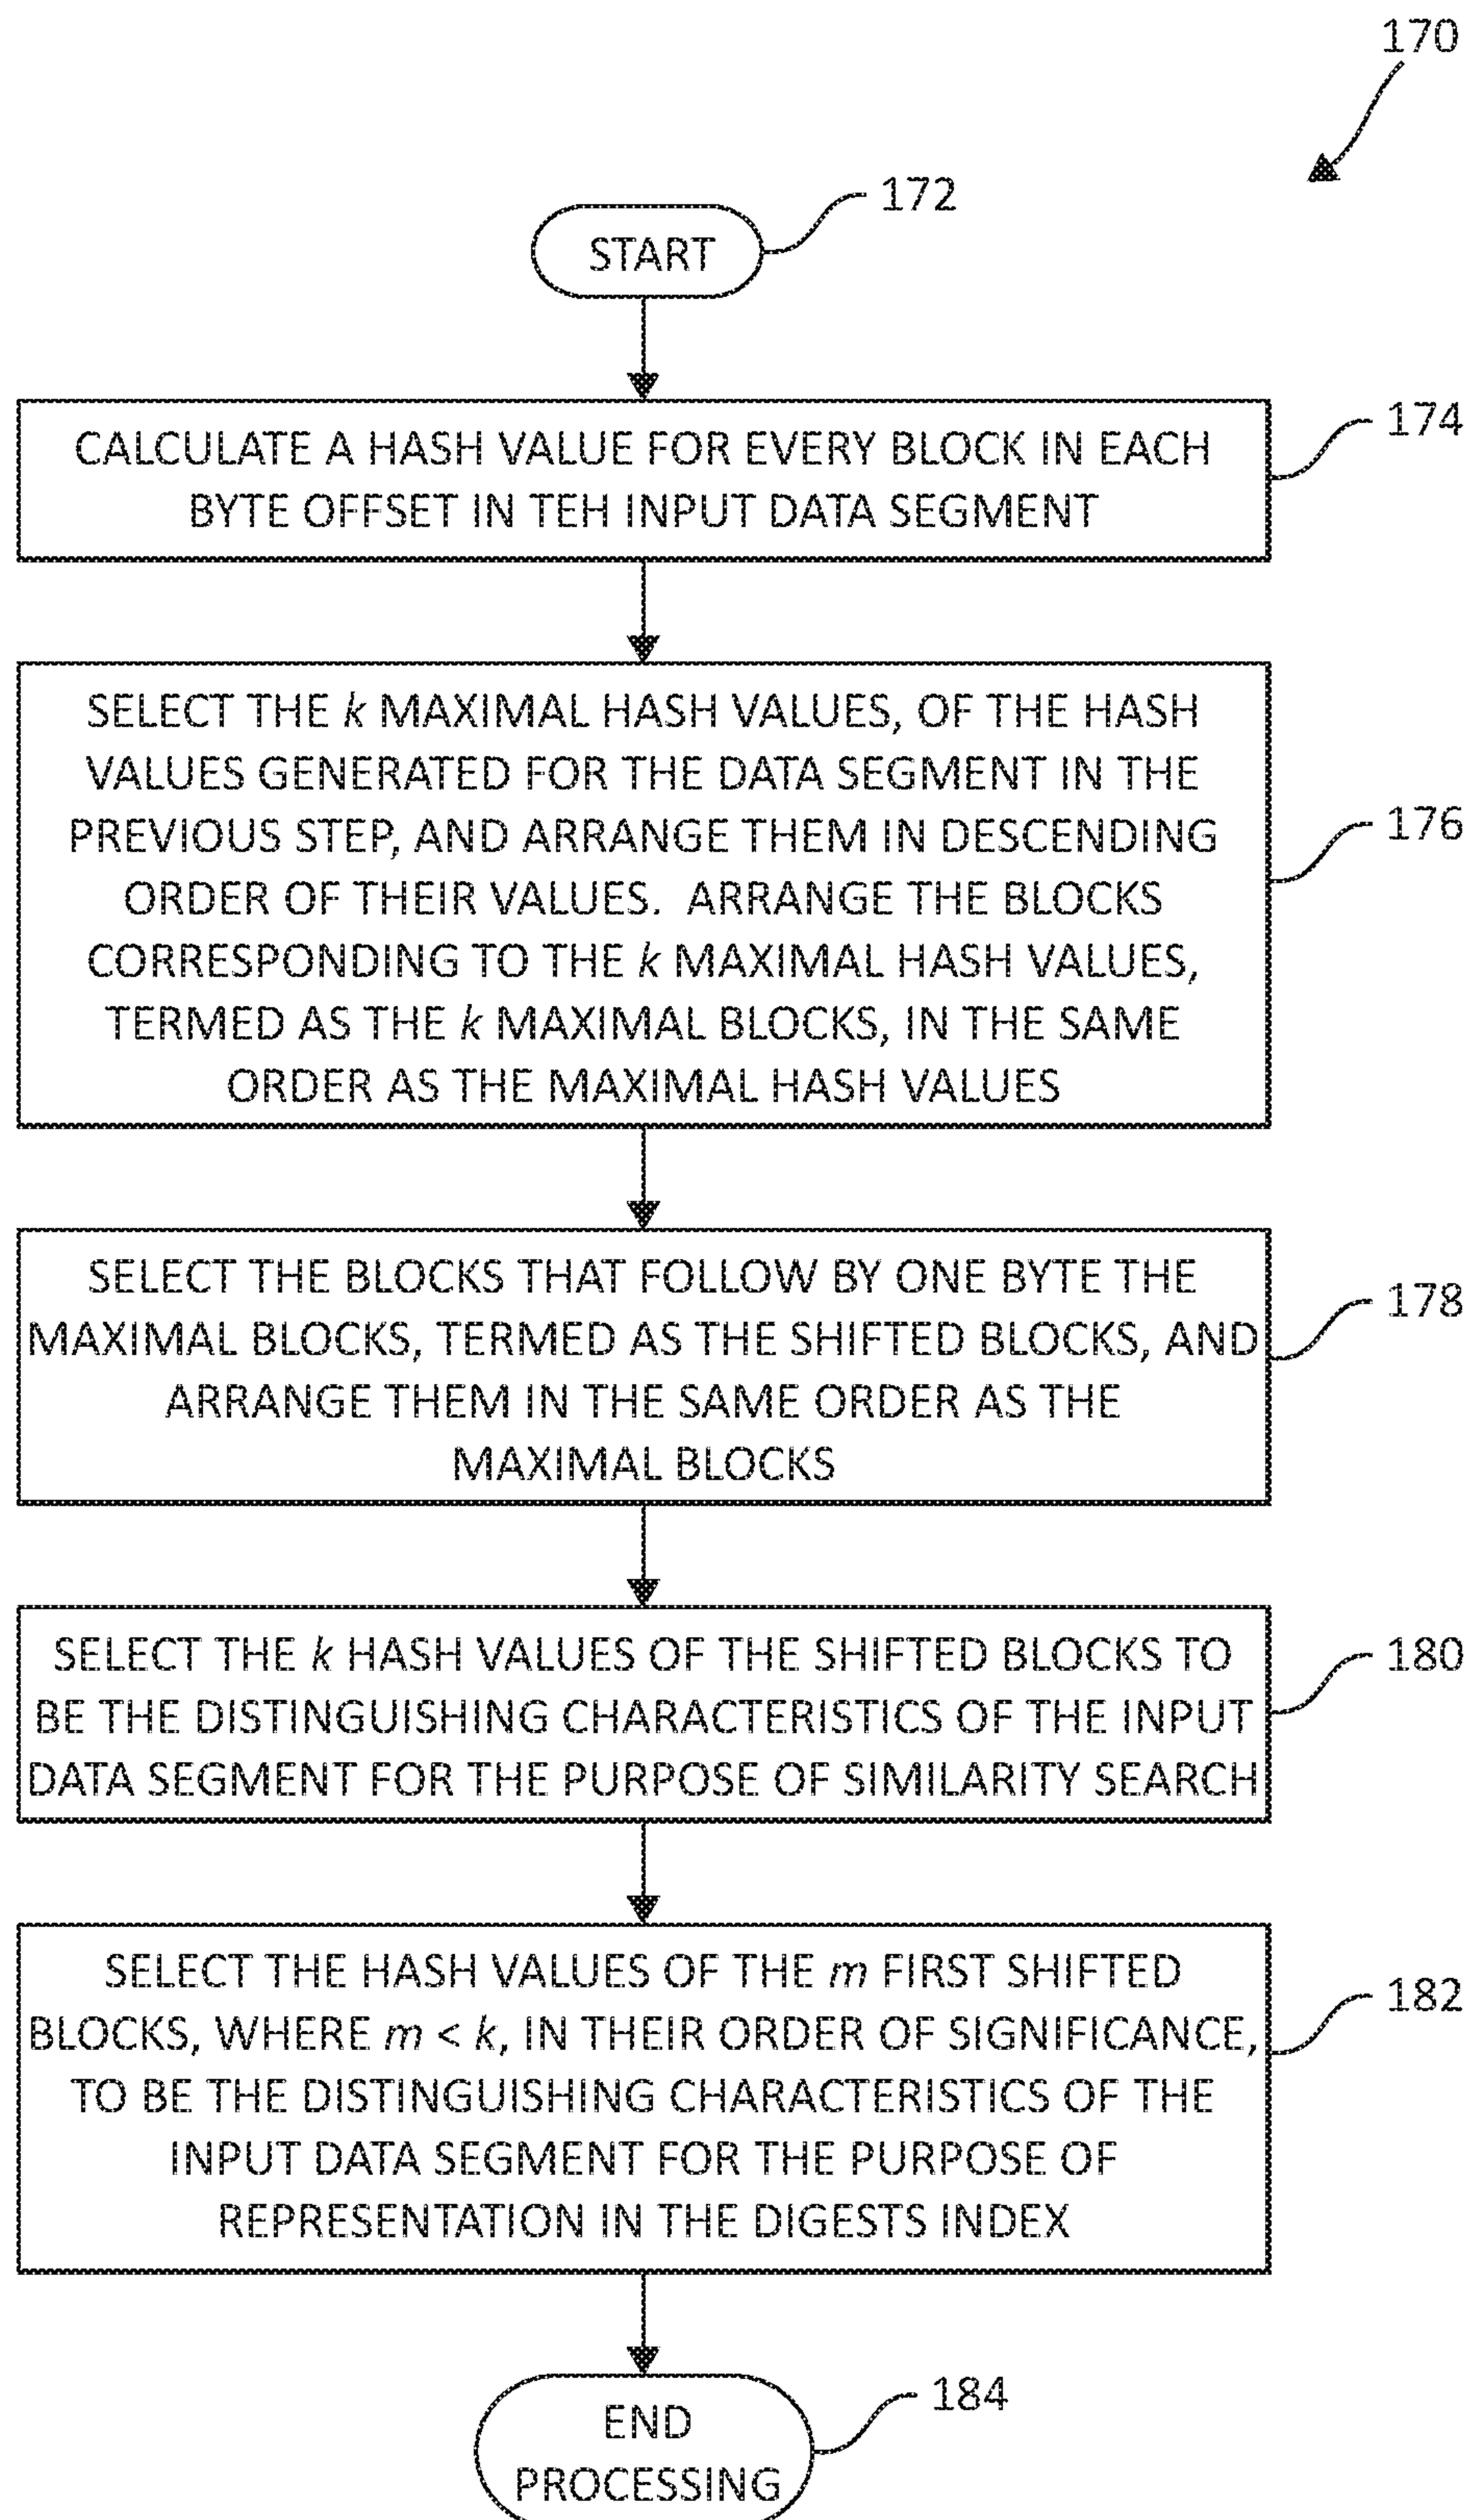 170
172
START
174
CALCULATE A HASH VALUE FOR EVERY BLOCK IN EACH
BYTE OFFSET IN TEH INPUT DATA SEGMENT
SELECT THE k MAXIMAL HASH VALUES, OF THE HASH
VALUES GENERATED FOR THE DATA SEGMENT IN THE
PREVIOUS STEP, AND ARRANGE THEM IN DESCENDING
176
ORDER OF THEIR VALUES. ARRANGE THE BLOCKS
CORRESPONDING TO THE k MAXIMAL HASH VALUES,
TERMED AS THE k MAXIMAL BLOCKS, IN THE SAME
ORDER AS THE MAXIMAL HASH VALUES
SELECT THE BLOCKS THAT FOLLOW BY ONE BYTE THE
178
MAXIMAL BLOCKS, TERMED AS THE SHIFTED BLOCKS, AND
ARRANGE THEM IN THE SAME ORDER AS THE
MAXIMAL BLOCKS
SELECT THE k HASH VALUES OF THE SHIFTED BLOCKS TO
180
BE THE DISTINGUISHING CHARACTERISTICS OF THE INPUT
DATA SEGMENT FOR THE PURPOSE OF SIMILARITY SEARCH
SELECT THE HASH VALUES OF THE m FIRST SHIFTED
182
BLOCKS, WHERE m < k, IN THEIR ORDER OF SIGNIFICANCE,
TO BE THE DISTINGUISHING CHARACTERISTICS OF THE
INPUT DATA SEGMENT FOR THE PURPOSE OF
REPRESENTATION IN THE DIGESTS INDEX
184
END
PROCESSING